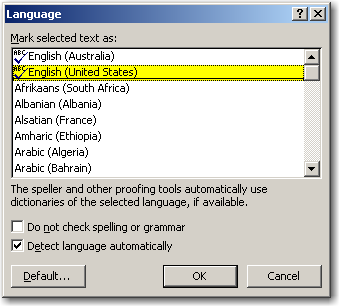 Language
Mark selected text as:
English (Australia)
English (United States)
Afrikaans (South Africa)
Albanian (Albania)
Alsatian (France)
Amharic (Ethiopia)
Arabic (Algeria)
Arabic (Bahrain)
The speller and other proofing tools automatically use
dictionaries of the selected language, if available.
Do not check spelling or grammar
Detect language automatically
Default... OK Cancel